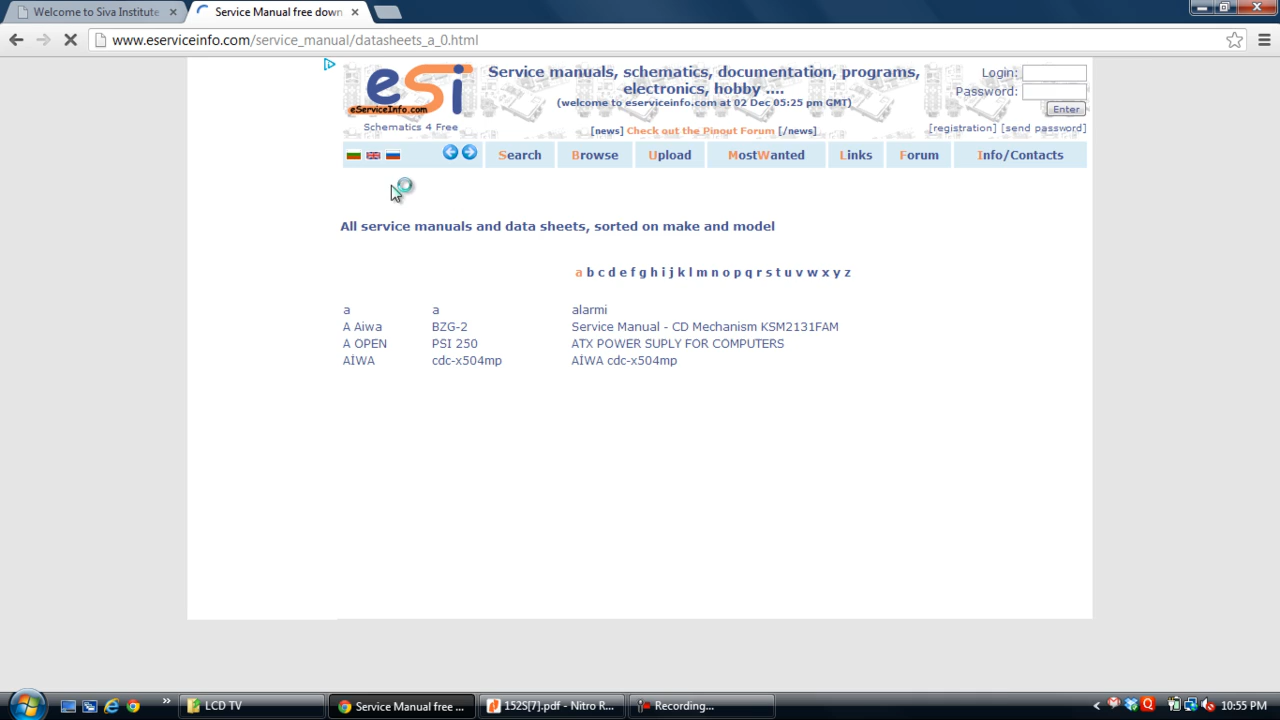 Welcome to Siva Institute
Service Manual free down
www.eserviceinfo.com/service_manual/datasheets_a_0.html
eSi
eServiceInfo.com
Schematics 4 Free
Service manuals, schematics, documentation, programs,
electronics, hobby ....
(welcome to eserviceinfo.com at 02 Dec 05:25 pm GMT)
[news] Check out the Pinout Forum [/news]
Login:
Password:
Enter
[registration] [send password]
Search
Browse
Upload
MostWanted
Links
Forum
Info/Contacts
All service manuals and data sheets, sorted on make and model
a b c d e f g h i j k l m n o p q r s t u v w x y z
a a alarmi
A Aiwa BZG-2 Service Manual - CD Mechanism KSM2131FAM
A OPEN PSI 250 ATX POWER SUPLY FOR COMPUTERS
AİWA cdc-x504mp AİWA cdc-x504mp
LCD TV
Service Manual free ...
152S[7].pdf - Nitro R...
Recording...
10:55 PM